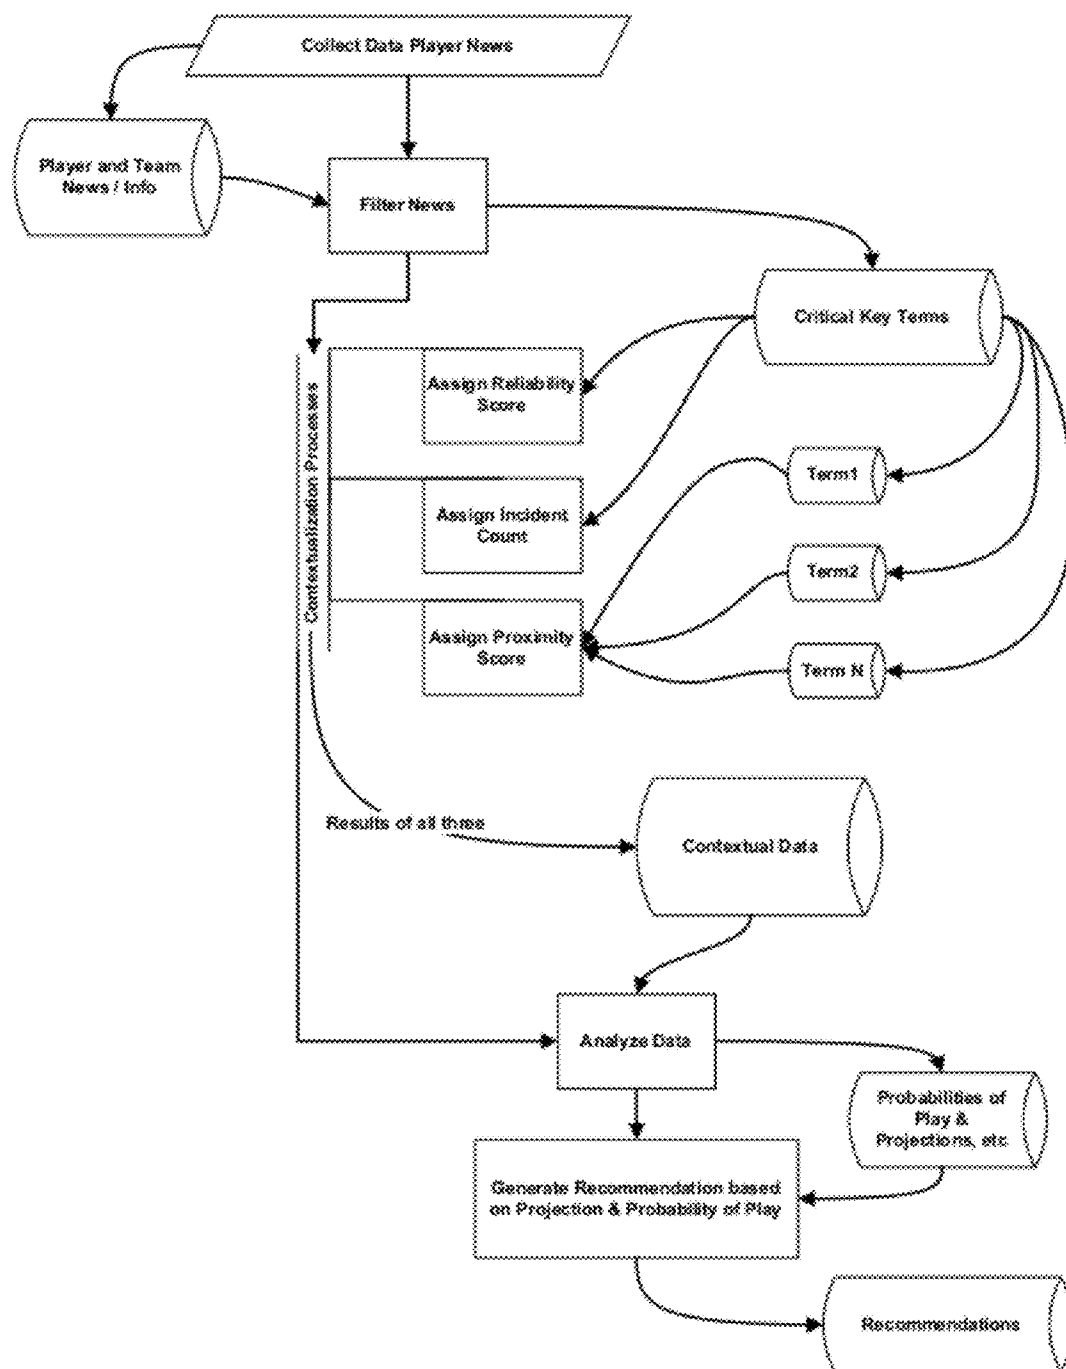 Collect Data Player News
Player and Team
News / Info
Filter News
Critical Key Terms
Contextualization Processes
Assign Reliability
Score
Term1
Assign Incident
Count
Term2
Assign Proximity
Score
Term N
Results of all three
Contextual Data
Analyze Data
Probabilities of
Play &
Projections, etc
Generate Recommendation based
on Projection & Probability of Play
Recommendations